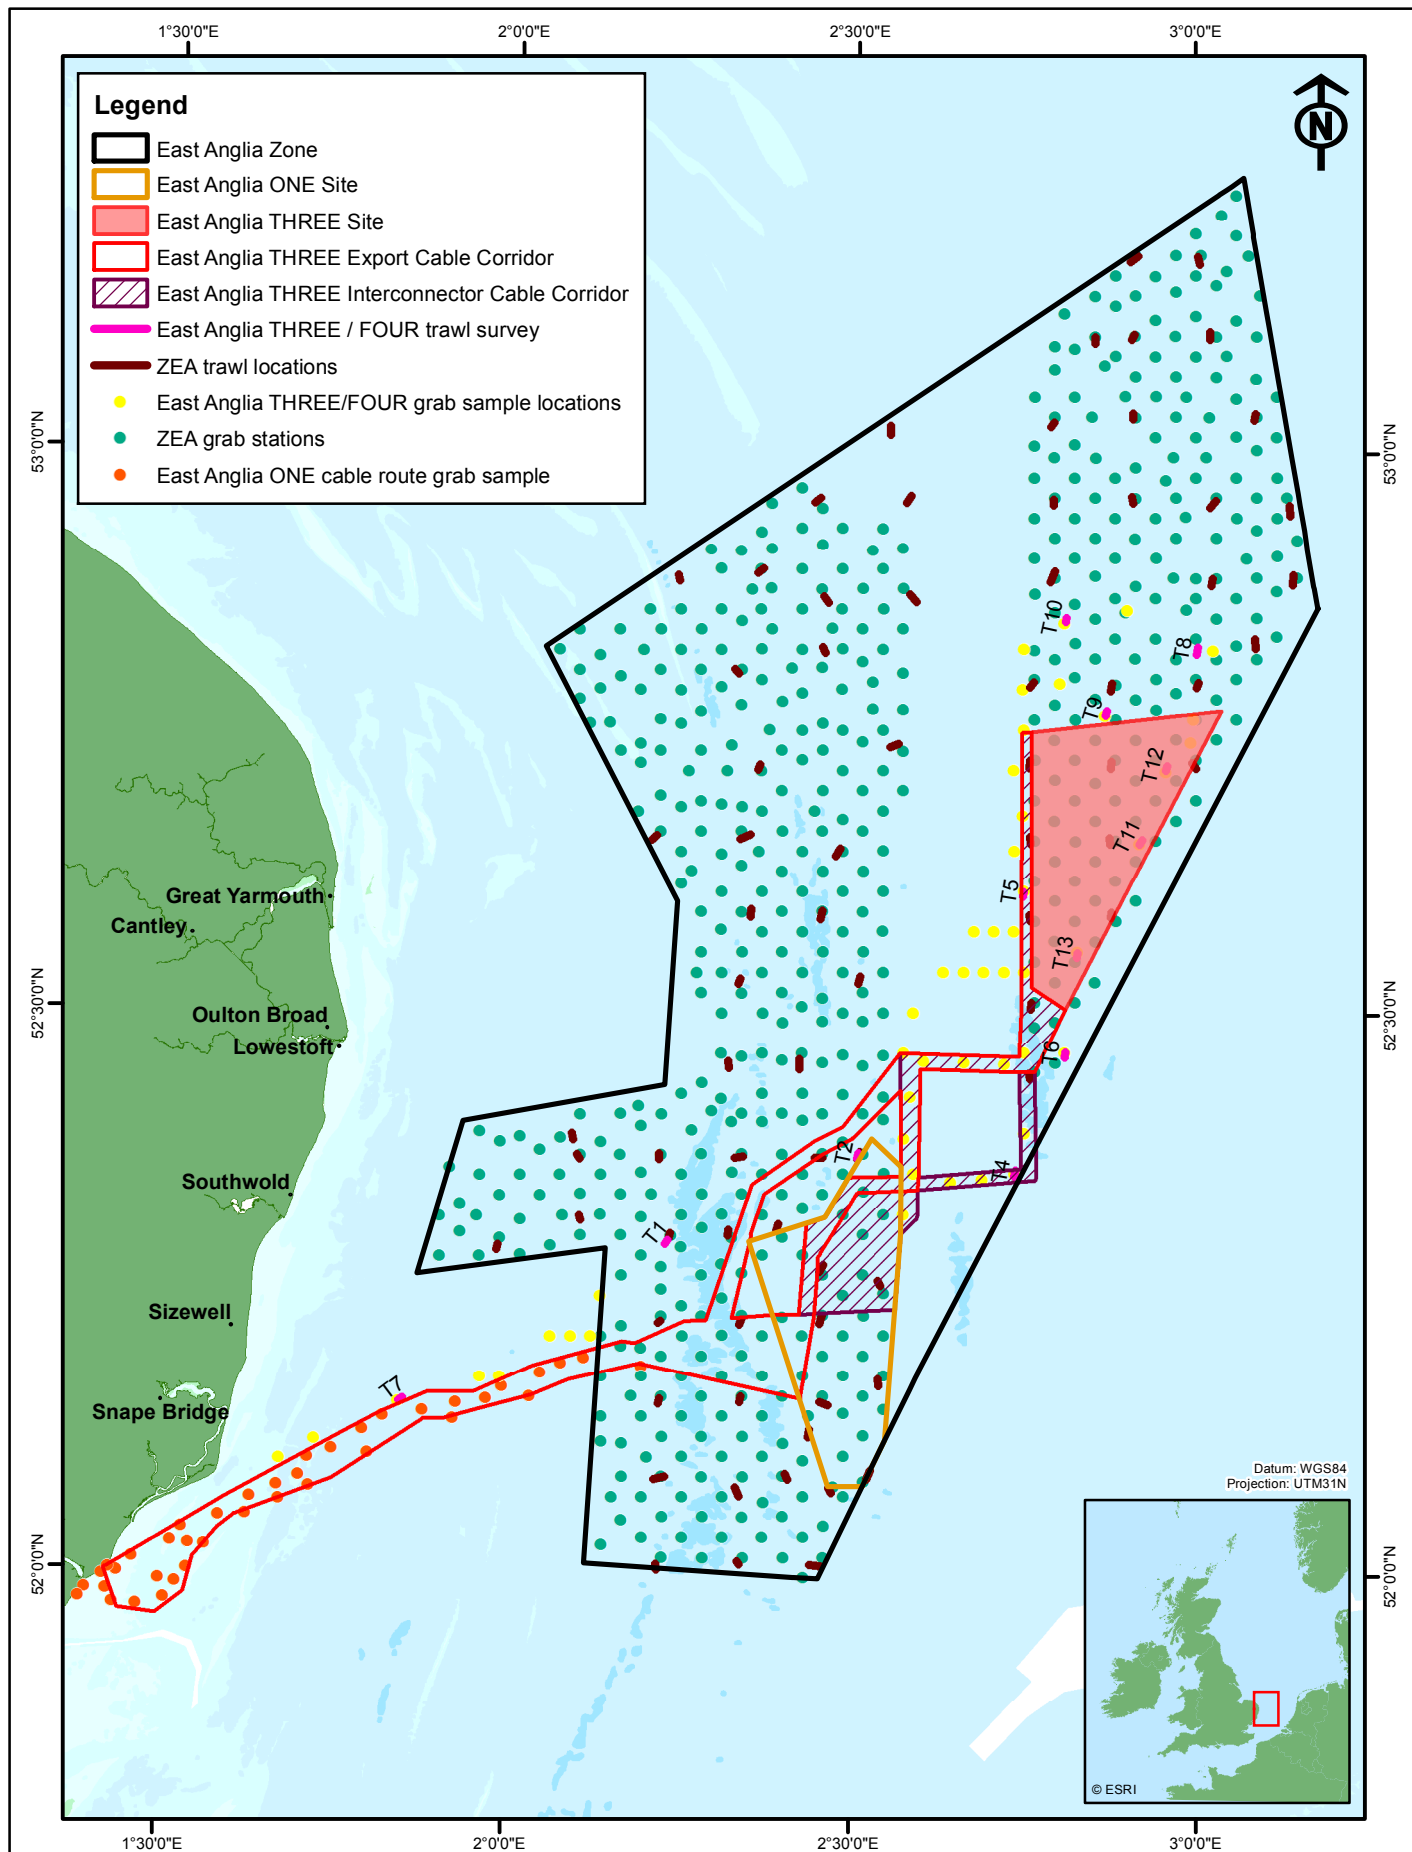 1°30'0"E
2°0'0"E
2°30'0"E
3°0'0"E
Legend
East Anglia Zone
East Anglia ONE Site
East Anglia THREE Site
East Anglia THREE Export Cable Corridor
East Anglia THREE Interconnector Cable Corridor
East Anglia THREE / FOUR trawl survey
ZEA trawl locations
East Anglia THREE/FOUR grab sample locations
ZEA grab stations
East Anglia ONE cable route grab sample
N
53°0'0"N
53°0'0"N
T10
T8
T9
T12
T11
T5
T13
Great Yarmouth
Cantley
52°30'0"N
52°30'0"N
Oulton Broad
Lowestoft
T6
T2
T4
Southwold
T1
Sizewell
T7
Snape Bridge
Datum: WGS84
Projection: UTM31N
52°0'0"N
52°0'0"N
© ESRI
1°30'0"E
2°0'0"E
2°30'0"E
3°0'0"E